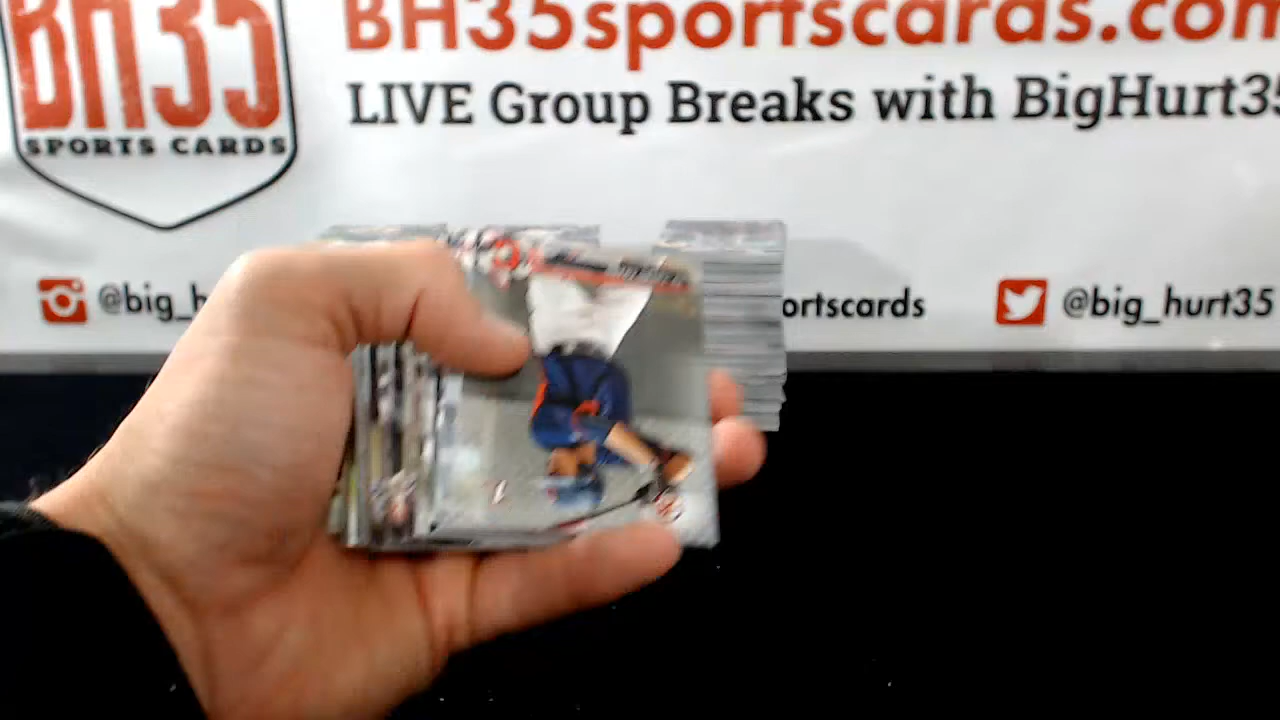 BH35
SPORTS CARDS
BH35sportscards.com
LIVE Group Breaks with BigHurt35
@big_h
ortscards
@big_hurt35